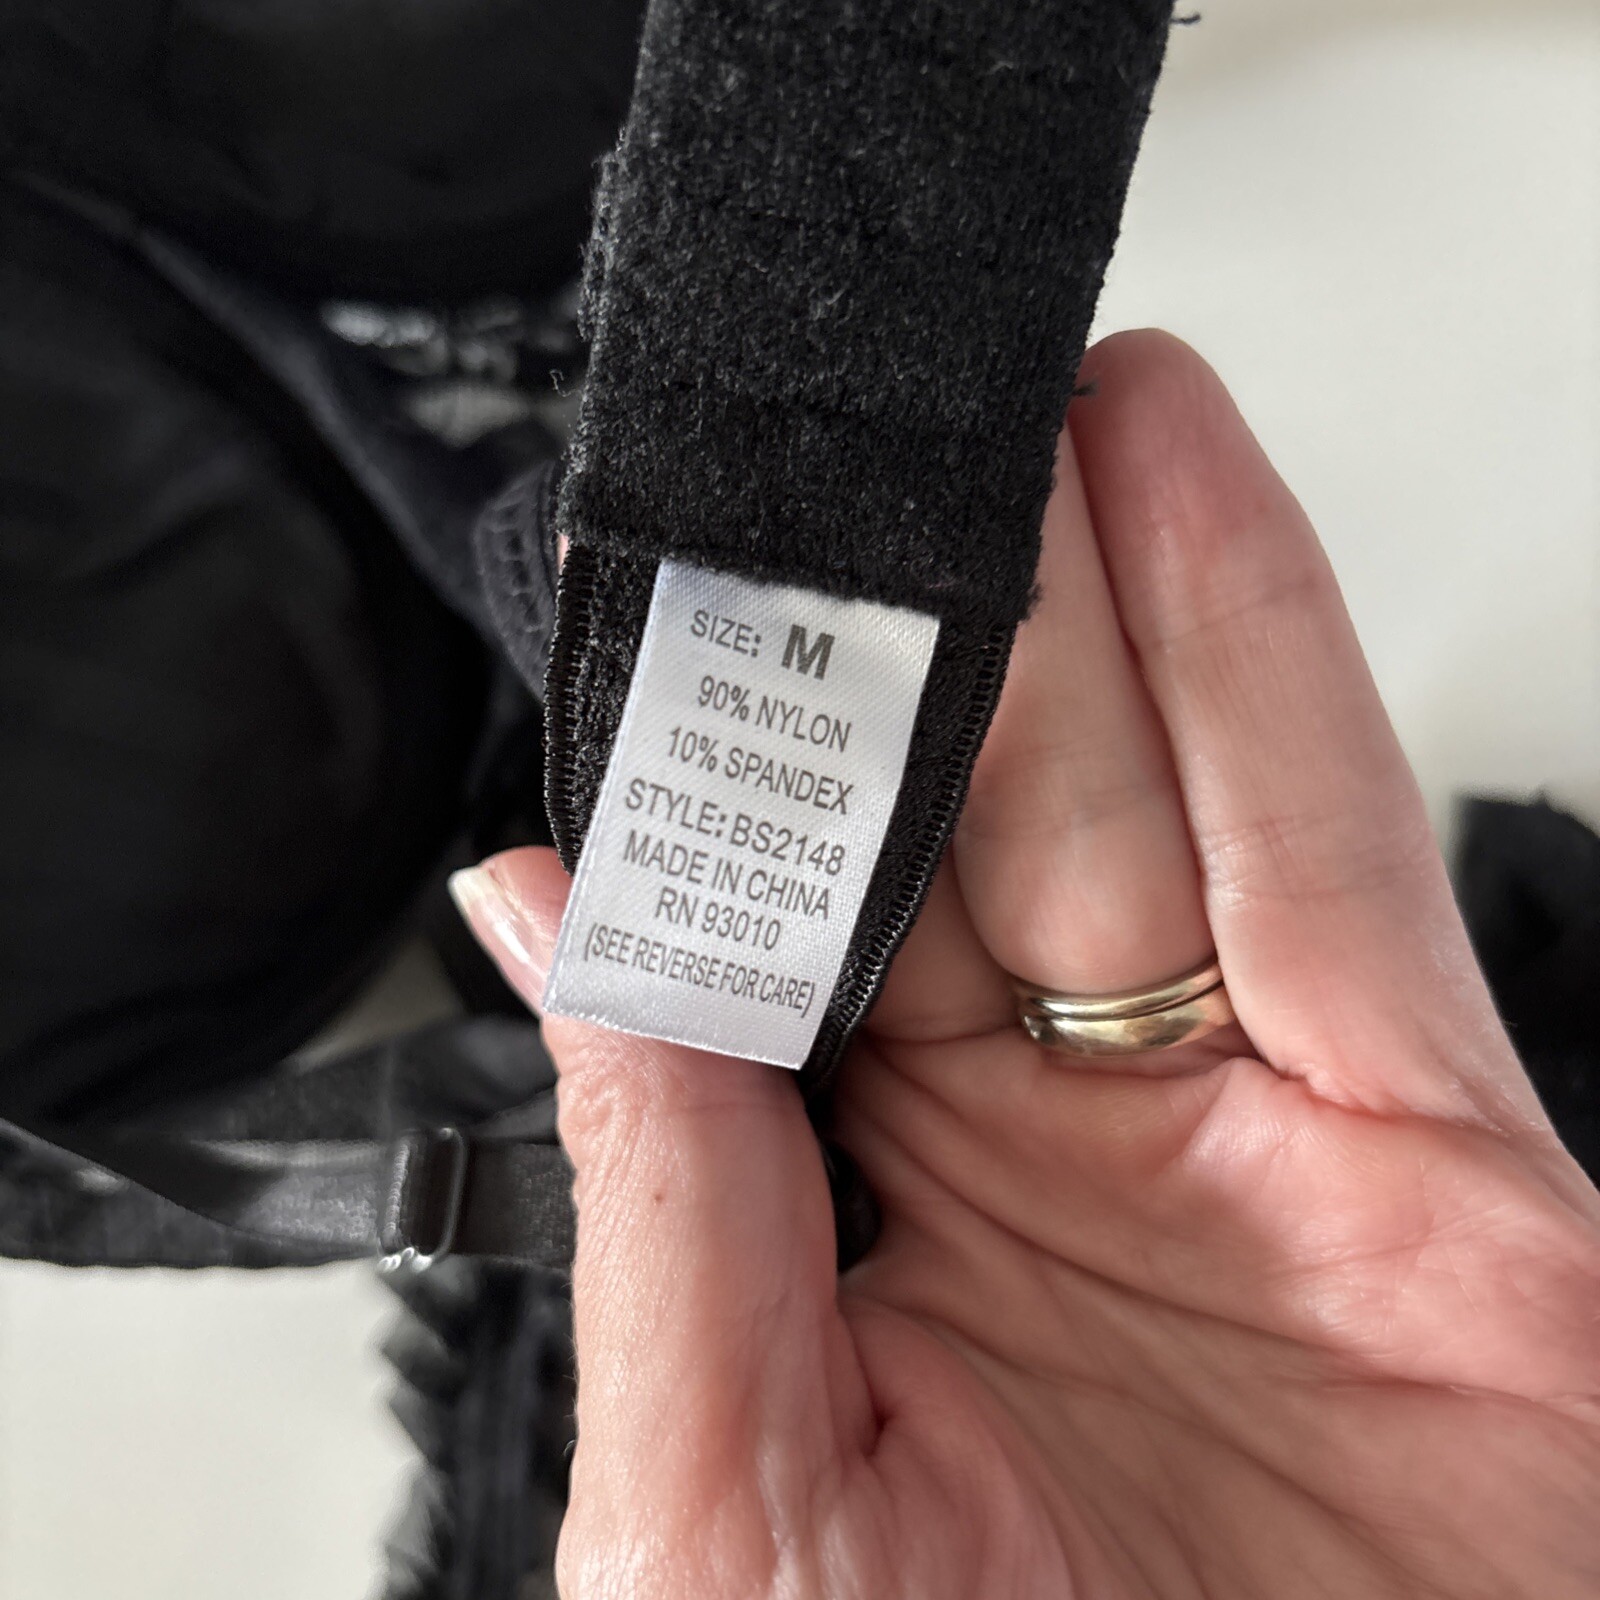 SIZE: M
90% NYLON
10% SPANDEX
STYLE: BS2148
MADE IN CHINA
RN 93010
(SEE REVERSE FOR CARE)